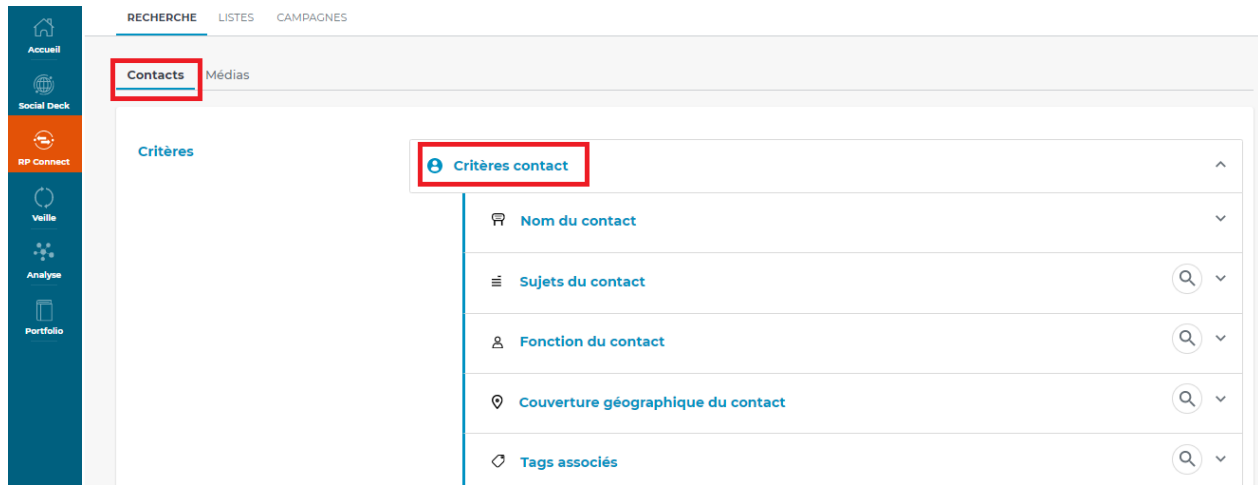 Accueil
Social Deck
RP Connect
Veille
Analyse
Portfolio
RECHERCHE LISTES CAMPAGNES
Contacts Médias
Critères
Critères contact
Nom du contact
Sujets du contact
Fonction du contact
Couverture géographique du contact
Tags associés